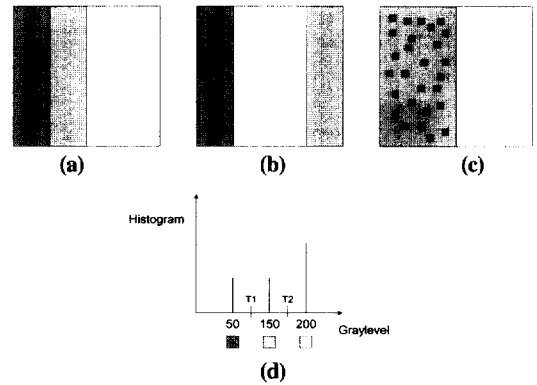 (a) (b) (c)
Histogram
T1 T2
50 150 200 Graylevel
(d)